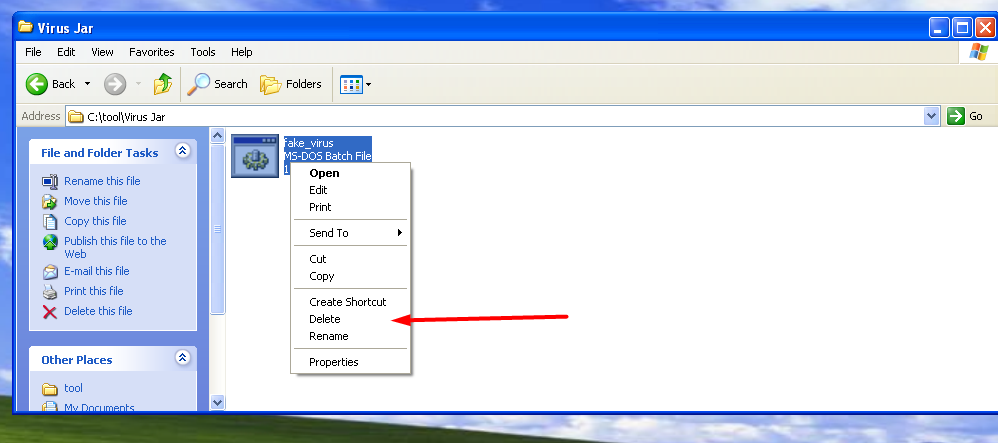 Virus Jar
File Edit View Favorites Tools Help
Back Search Folders
Address C:\tool\Virus Jar Go
File and Folder Tasks
Rename this file
Move this file
Copy this file
Publish this file to the
Web
E-mail this file
Print this file
Delete this file
Other Places
tool
My Documents
fake_virus
MS-DOS Batch File
1
Open
Edit
Print
Send To
Cut
Copy
Create Shortcut
Delete
Rename
Properties